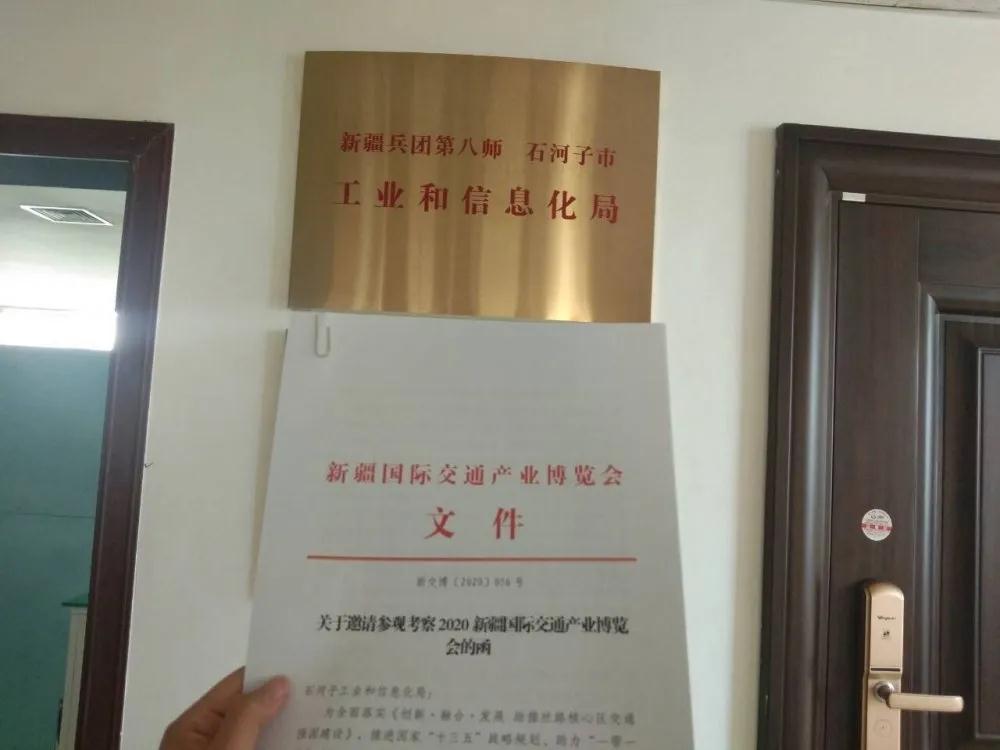 新疆兵团第八师 石河子市
工业和信息化局
新疆国际交通产业博览会
文件
新交博〔2020〕056号
关于邀请参观考察2020新疆国际交通产业博览
会的函
石河子工业和信息化局：
为全面落实《创新·融合·发展 助推丝路核心区交通
强国建设》，推进国家“十三五”战略规划、助力“一带一